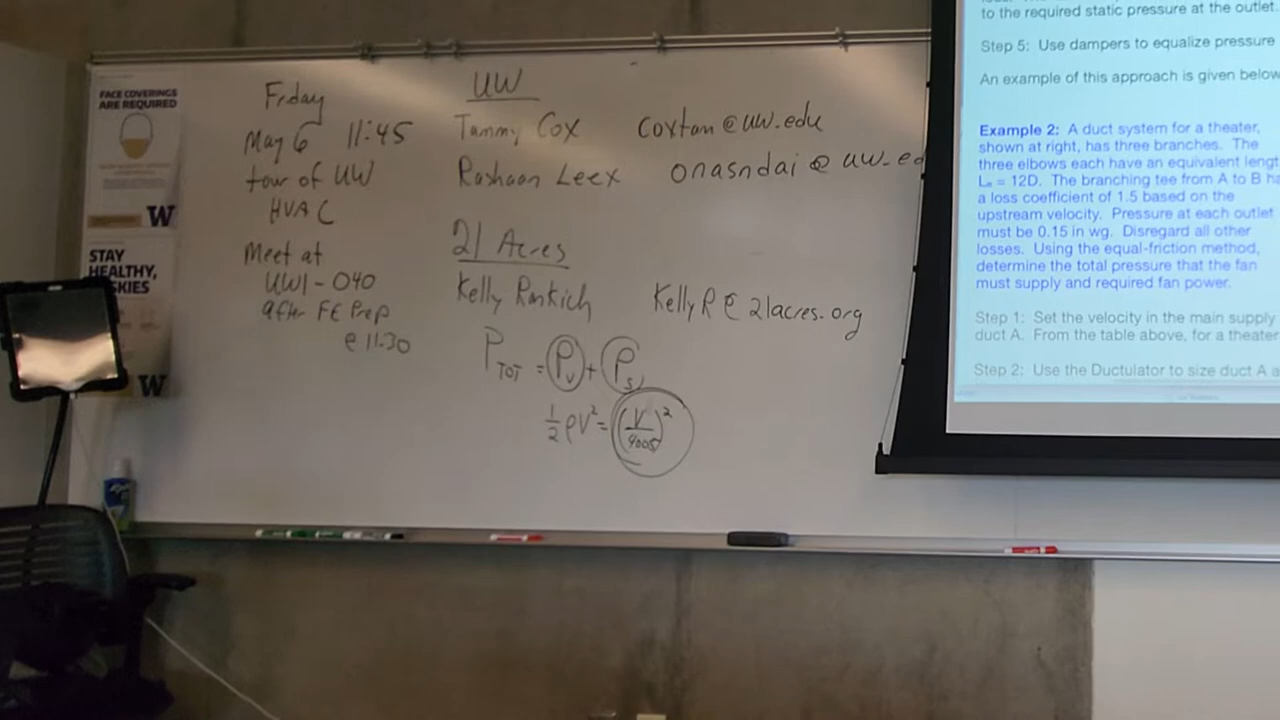 FACE COVERINGS
ARE REQUIRED
W
STAY
HEALTHY,
SKIES
W
Friday
May 6 11:45
tour of UW
HVAC
Meet at
UW1-040
after FE Prep
@ 11:30
UW
Tammy Cox coxtam@uw.edu
Rashaan Leex onasndai@uw.ed
21 Acres
Kelly Rankich KellyR@21acres.org
P_TOT = P_V + P_S
½ρV² = (V/4005)²
to the required static pressure at the outlet.
Step 5: Use dampers to equalize pressure
An example of this approach is given below
Example 2: A duct system for a theater,
shown at right, has three branches. The
three elbows each have an equivalent lengt
Lₑ = 12D. The branching tee from A to B ha
a loss coefficient of 1.5 based on the
upstream velocity. Pressure at each outlet
must be 0.15 in wg. Disregard all other
losses. Using the equal-friction method,
determine the total pressure that the fan
must supply and required fan power.
Step 1: Set the velocity in the main supply
duct A. From the table above, for a theater
Step 2: Use the Ductulator to size duct A a